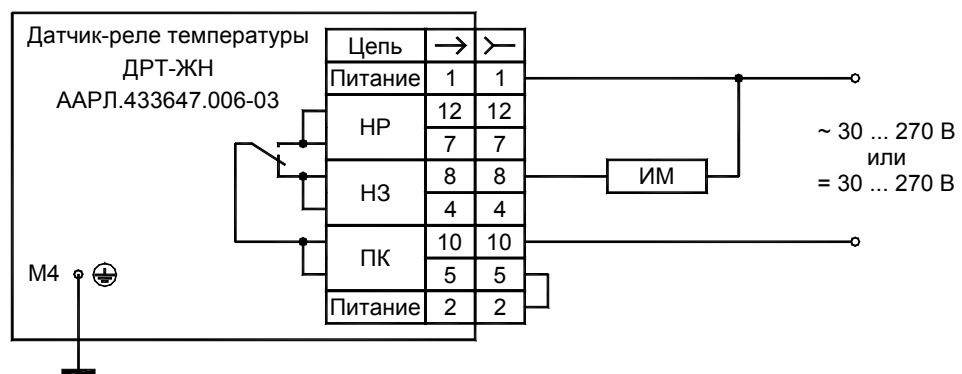 Датчик-реле температуры
ДРТ-ЖН
ААРЛ.433647.006-03
Цепь
Питание 1 1
НР
12 12
7 7
НЗ
8 8
4 4
ПК
10 10
5 5
Питание 2 2
ИМ
~ 30 ... 270 В
или
= 30 ... 270 В
М4